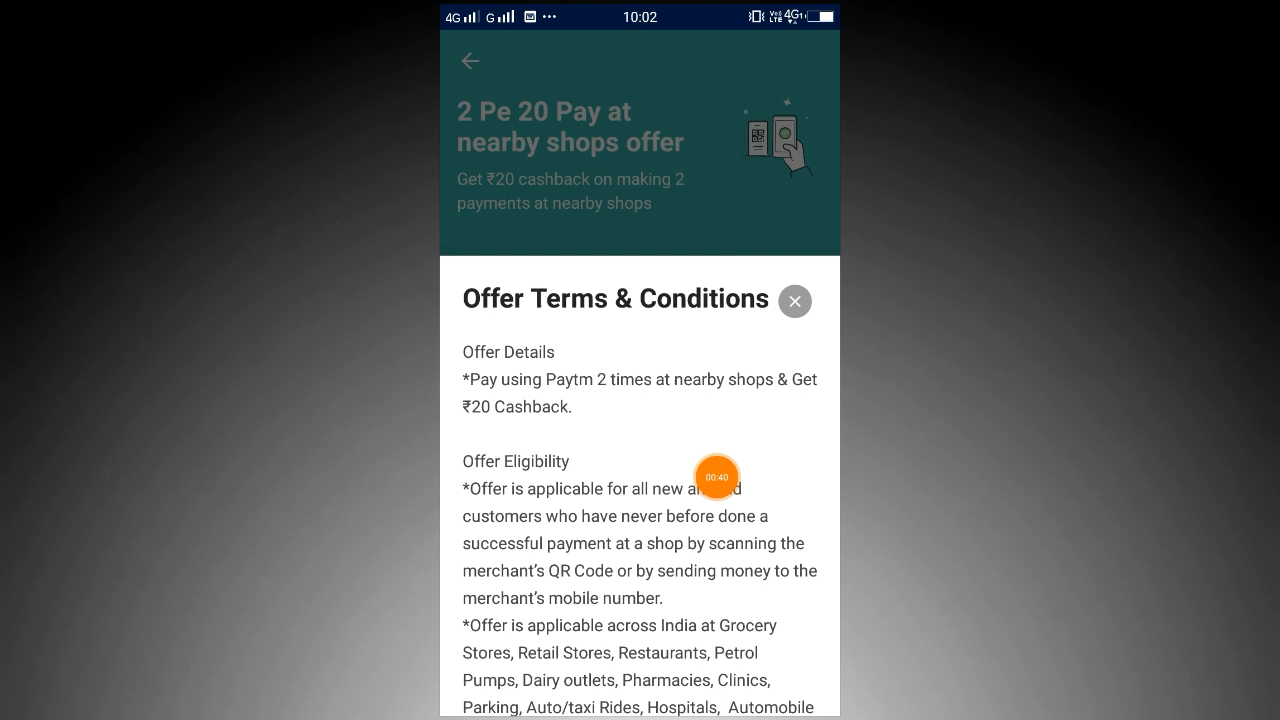 4G G 10:02 4G
2 Pe 20 Pay at
nearby shops offer
Get ₹20 cashback on making 2
payments at nearby shops
Offer Terms & Conditions
Offer Details
*Pay using Paytm 2 times at nearby shops & Get
₹20 Cashback.
Offer Eligibility
00:40
*Offer is applicable for all new
customers who have never before done a
successful payment at a shop by scanning the
merchant’s QR Code or by sending money to the
merchant’s mobile number.
*Offer is applicable across India at Grocery
Stores, Retail Stores, Restaurants, Petrol
Pumps, Dairy outlets, Pharmacies, Clinics,
Parking, Auto/taxi Rides, Hospitals, Automobile